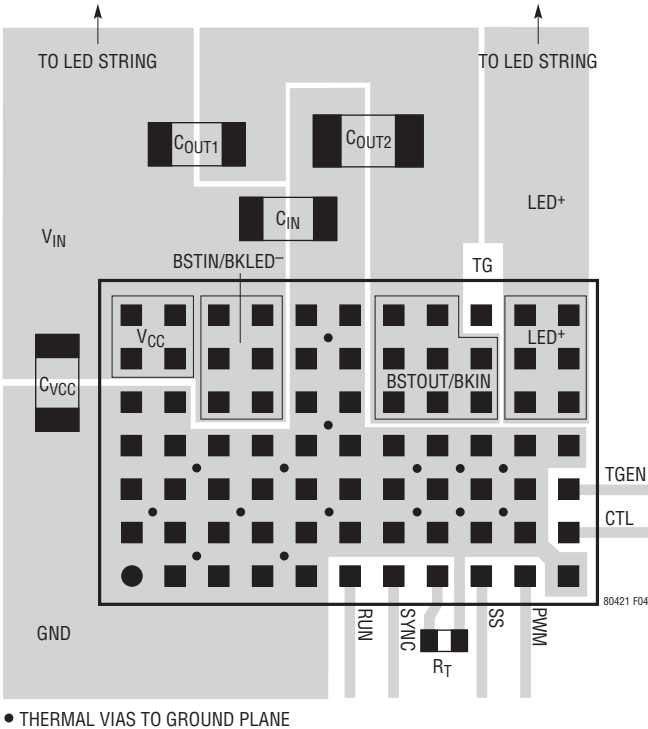 TO LED STRING
TO LED STRING
COUT1
COUT2
LED+
CIN
VIN
BSTIN/BKLED–
TG
VCC
LED+
CVCC
BSTOUT/BKIN
TGEN
CTL
80421 F04
GND
RUN
SYNC
RT
SS
PWM
● THERMAL VIAS TO GROUND PLANE